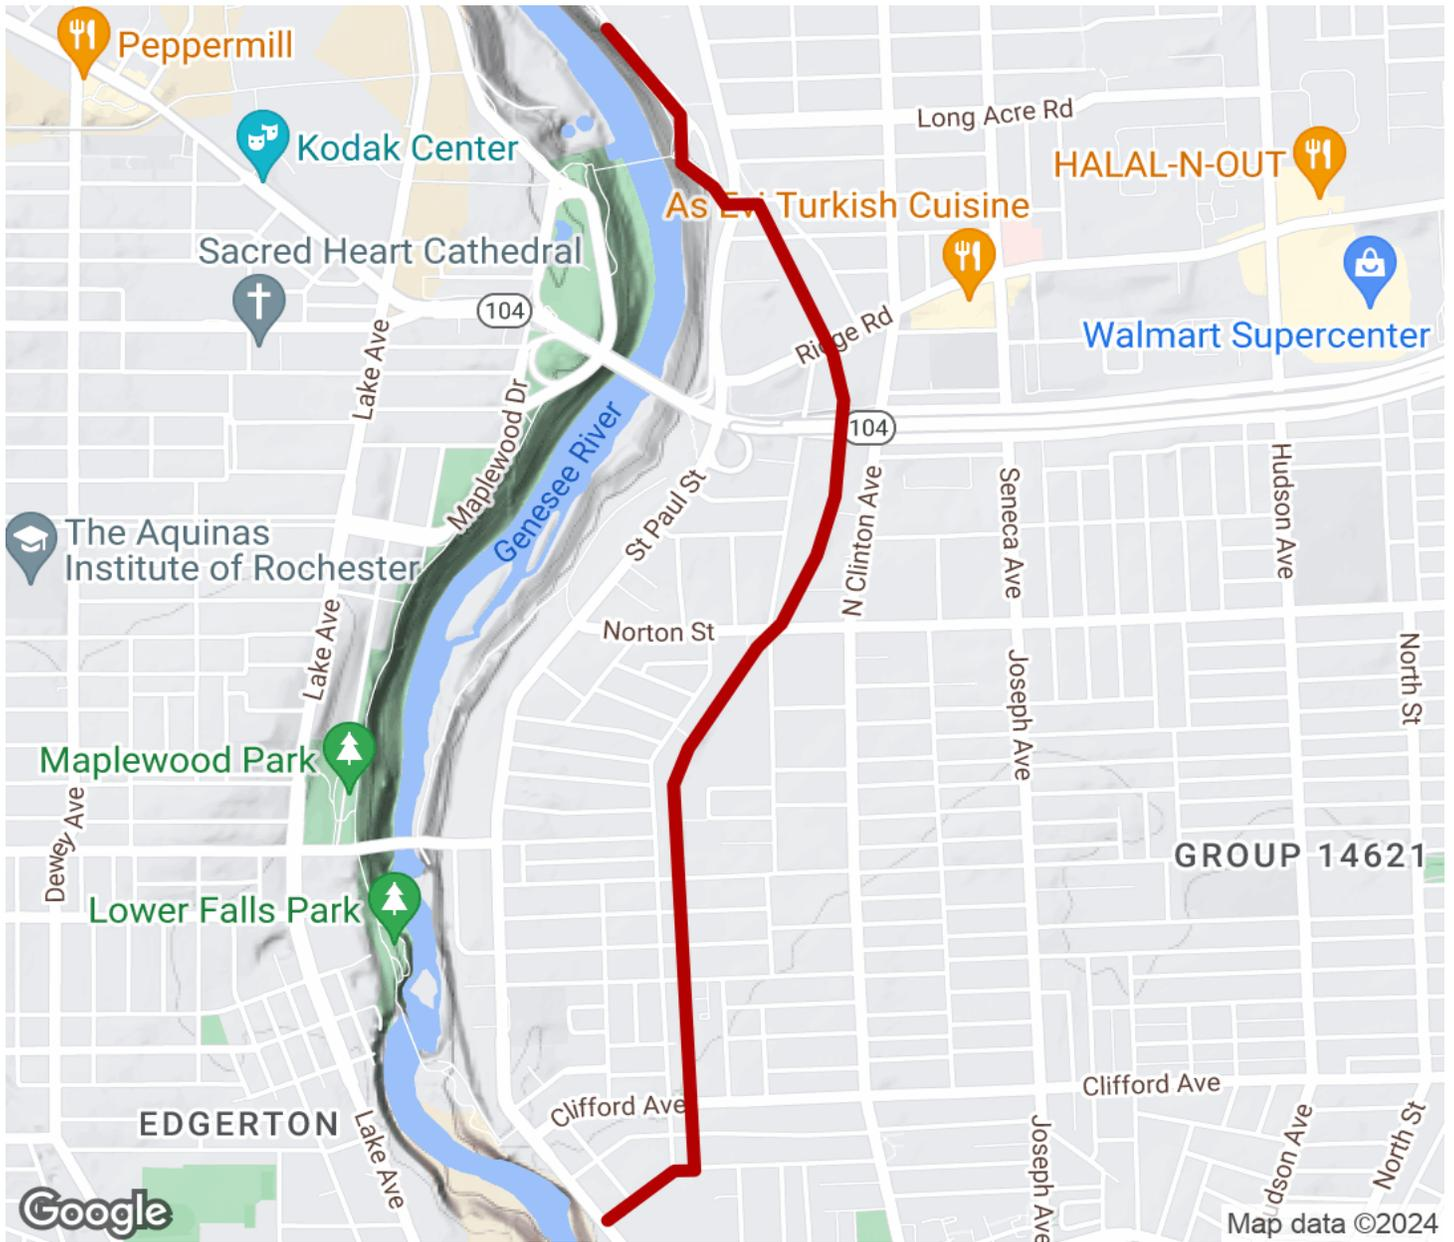 Peppermill
Long Acre Rd
Kodak Center
HALAL-N-OUT
As Evi Turkish Cuisine
Sacred Heart Cathedral
104
Ridge Rd
Walmart Supercenter
Lake Ave
Maplewood Dr
Genesee River
104
St Paul St
N Clinton Ave
Seneca Ave
Hudson Ave
The Aquinas
Institute of Rochester
Lake Ave
Norton St
North St
Joseph Ave
Maplewood Park
Dewey Ave
GROUP 14621
Lower Falls Park
Clifford Ave
Clifford Ave
EDGERTON
Lake Ave
Joseph Ave
udson Ave
North St
Google
Map data ©2024